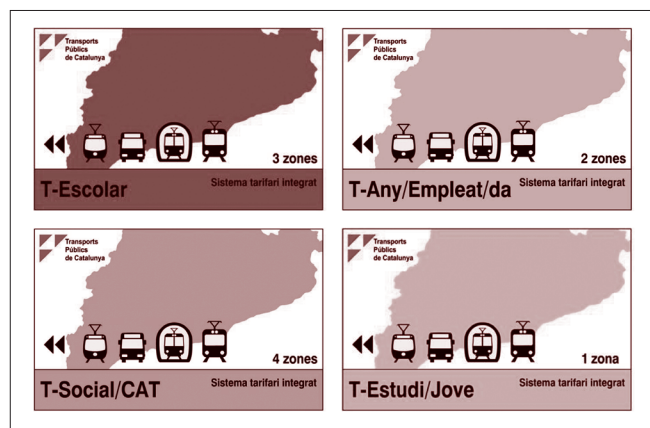 Transports
Públics
de Catalunya
3 zones
T-Escolar
Sistema tarifari integrat
Transports
Públics
de Catalunya
2 zones
T-Any/Empleat/da
Sistema tarifari integrat
Transports
Públics
de Catalunya
4 zones
T-Social/CAT
Sistema tarifari integrat
Transports
Públics
de Catalunya
1 zona
T-Estudi/Jove
Sistema tarifari integrat